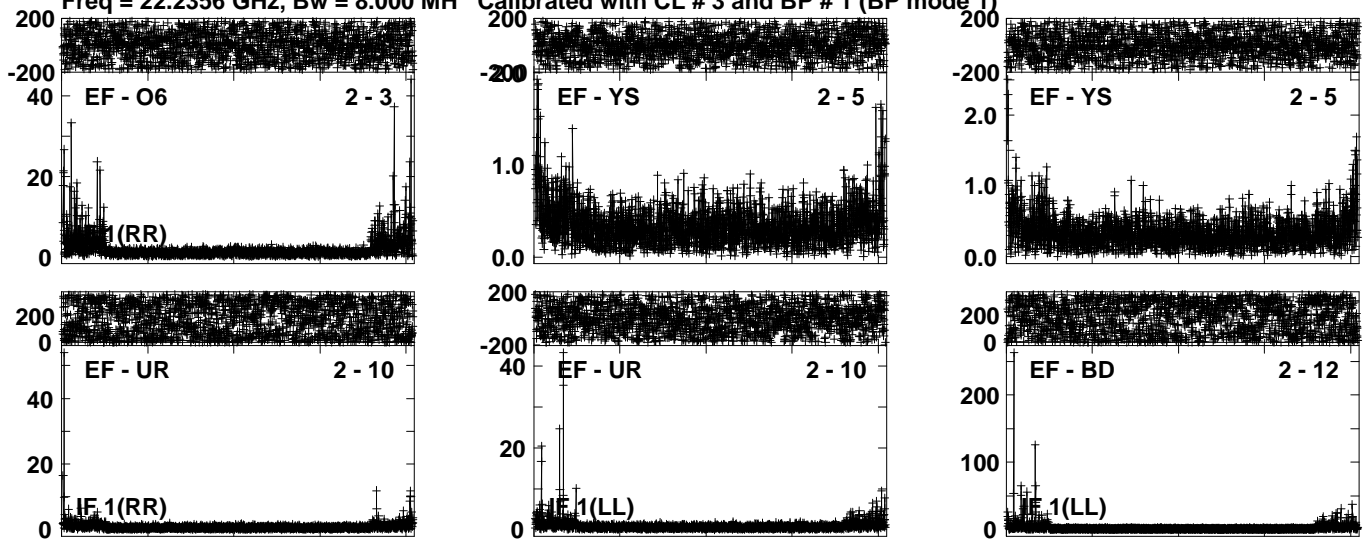 Freq = 22.2356 GHz, Bw = 8.000 MH Calibrated with CL # 3 and BP # 1 (BP mode 1)
200 200 200
-200 -200 -200
40 EF - O6 2 - 3 2.0 EF - YS 2 - 5 EF - YS 2 - 5
2.0
20 1.0 1.0
1(RR)
0 0.0 0.0
200 200 200
0 -200 0
EF - UR 2 - 10 40 EF - UR 2 - 10 EF - BD 2 - 12
40 200
20 20 100
IF 1(RR) IF 1(LL) IF 1(LL)
0 0 0